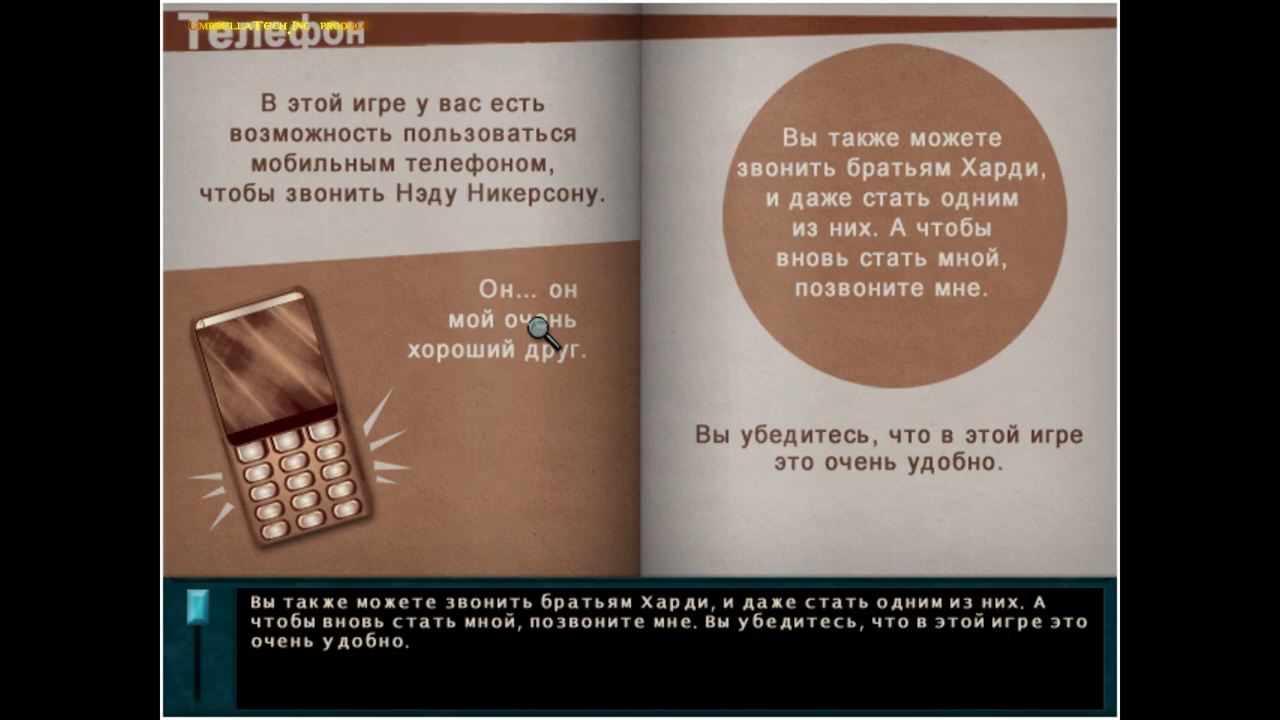 Телефон
UmbrellaTech.Inc produc
В этой игре у вас есть
возможность пользоваться
мобильным телефоном,
чтобы звонить Нэду Никерсону.
Он... он
мой очень
хороший друг.
Вы также можете
звонить братьям Харди,
и даже стать одним
из них. А чтобы
вновь стать мной,
позвоните мне.
Вы убедитесь, что в этой игре
это очень удобно.
Вы также можете звонить братьям Харди, и даже стать одним из них. А
чтобы вновь стать мной, позвоните мне. Вы убедитесь, что в этой игре это
очень удобно.